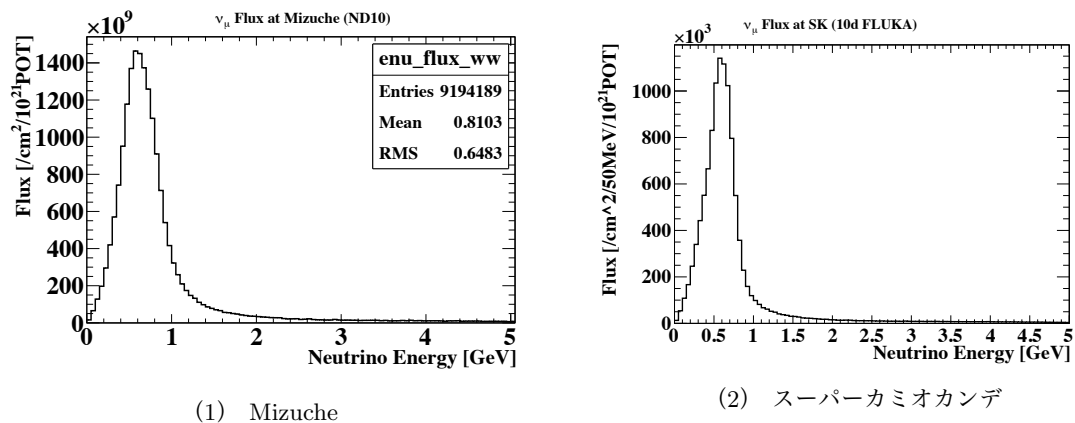 ν_μ Flux at Mizuche (ND10)
×10^9
Flux [/cm^2/10^21POT]
1400
1200
1000
800
600
400
200
0
0 1 2 3 4 5
Neutrino Energy [GeV]
enu_flux_ww
Entries 9194189
Mean 0.8103
RMS 0.6483
(1) Mizuche
ν_μ Flux at SK (10d FLUKA)
×10^3
Flux [/cm^2/50MeV/10^21POT]
1000
800
600
400
200
0
0 0.5 1 1.5 2 2.5 3 3.5 4 4.5 5
Neutrino Energy [GeV]
(2) スーパーカミオカンデ